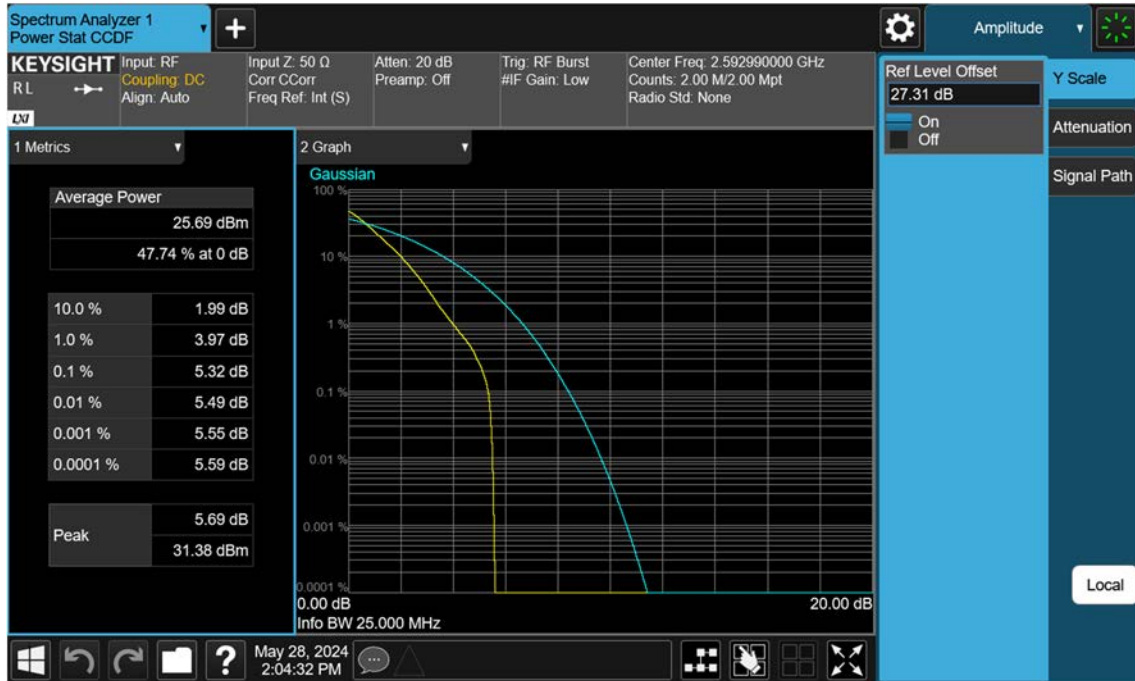 Spectrum Analyzer 1
Power Stat CCDF
Amplitude
KEYSIGHT
R L
LXI
Input: RF
Coupling: DC
Align: Auto
Input Z: 50 Ω
Corr CCorr
Freq Ref: Int (S)
Atten: 20 dB
Preamp: Off
Trig: RF Burst
#IF Gain: Low
Center Freq: 2.592990000 GHz
Counts: 2.00 M/2.00 Mpt
Radio Std: None
Ref Level Offset
27.31 dB
On
Off
Y Scale
Attenuation
Signal Path
Local
1 Metrics
Average Power
25.69 dBm
47.74 % at 0 dB
10.0 % 1.99 dB
1.0 % 3.97 dB
0.1 % 5.32 dB
0.01 % 5.49 dB
0.001 % 5.55 dB
0.0001 % 5.59 dB
Peak 5.69 dB
31.38 dBm
2 Graph
Gaussian
100 %
10 %
1 %
0.1 %
0.01 %
0.001 %
0.0001 %
0.00 dB 20.00 dB
Info BW 25.000 MHz
?
May 28, 2024
2:04:32 PM